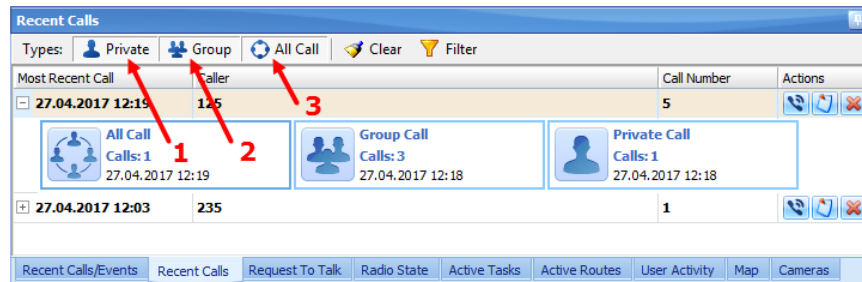 Recent Calls
Types: Private Group All Call Clear Filter
Most Recent Call Caller Call Number Actions
27.04.2017 12:19 125 5
All Call Group Call Private Call
Calls: 1 Calls: 3 Calls: 1
27.04.2017 12:19 27.04.2017 12:18 27.04.2017 12:18
1 2 3
27.04.2017 12:03 235 1
Recent Calls/Events Recent Calls Request To Talk Radio State Active Tasks Active Routes User Activity Map Cameras